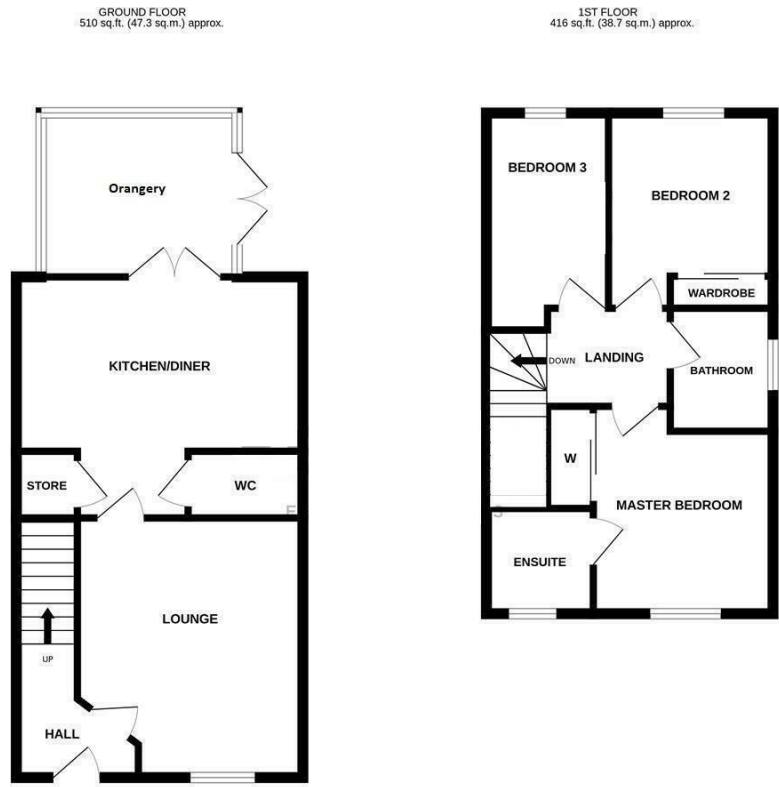 GROUND FLOOR
510 sq.ft. (47.3 sq.m.) approx.
Orangery
KITCHEN/DINER
STORE
WC
LOUNGE
UP
HALL
1ST FLOOR
416 sq.ft. (38.7 sq.m.) approx.
BEDROOM 3
BEDROOM 2
WARDROBE
DOWN
LANDING
BATHROOM
W
MASTER BEDROOM
ENSUITE